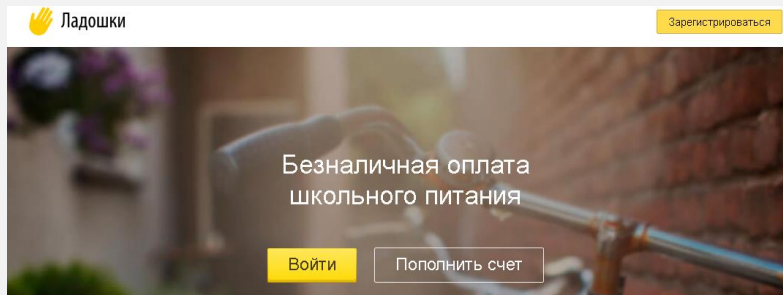 Ладошки
Зарегистрироваться
Безналичная оплата
школьного питания
Войти
Пополнить счет